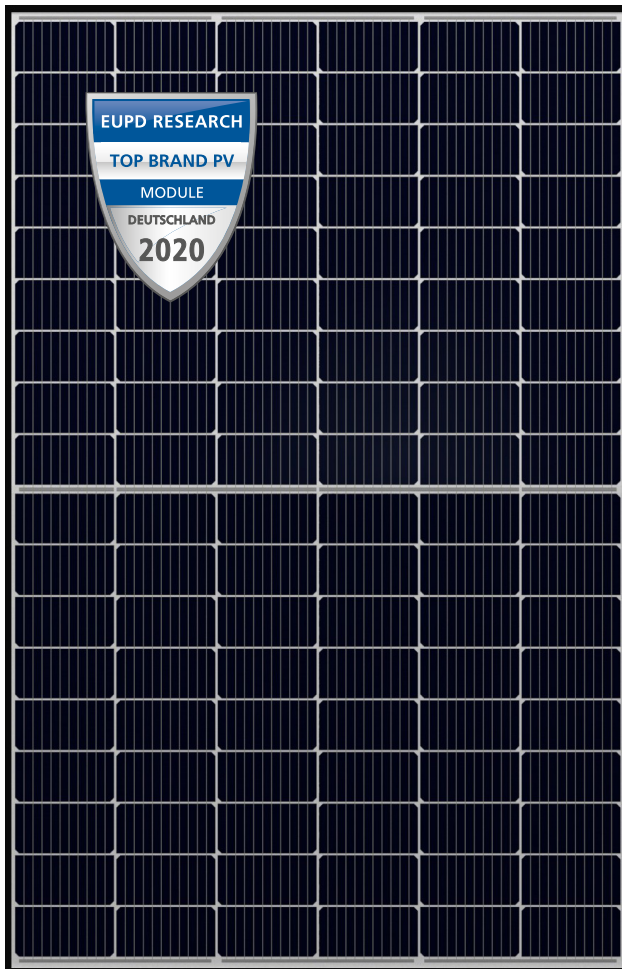 EUPD RESEARCH
TOP BRAND PV
MODULE
DEUTSCHLAND
2020